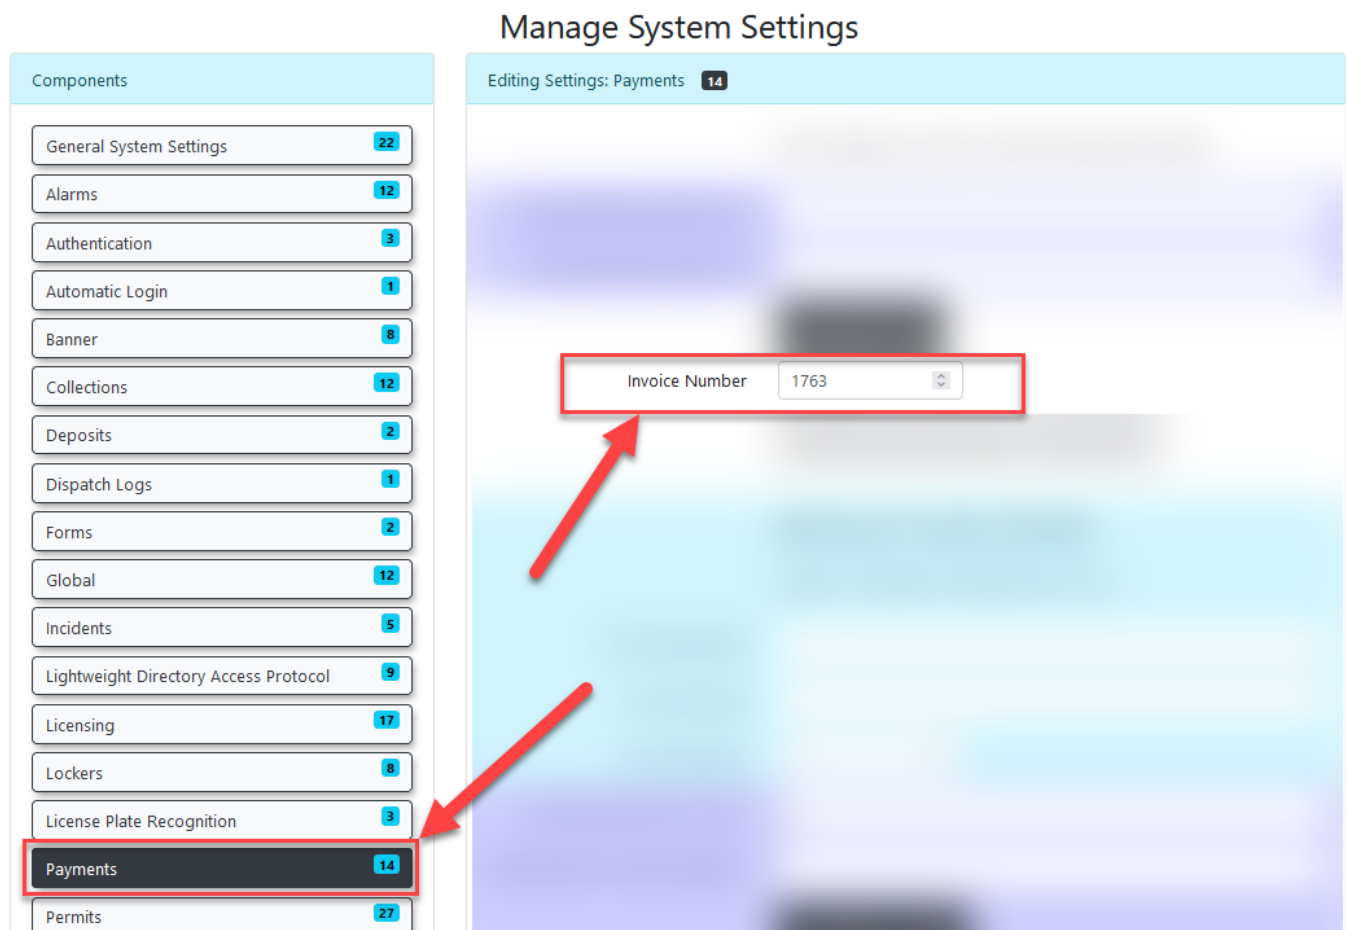 Manage System Settings
Components
General System Settings 22
Alarms 12
Authentication 3
Automatic Login 1
Banner 8
Collections 12
Deposits 2
Dispatch Logs 1
Forms 2
Global 12
Incidents 5
Lightweight Directory Access Protocol 9
Licensing 17
Lockers 8
License Plate Recognition 3
Payments 14
Permits 27
Editing Settings: Payments 14
Invoice Number 1763